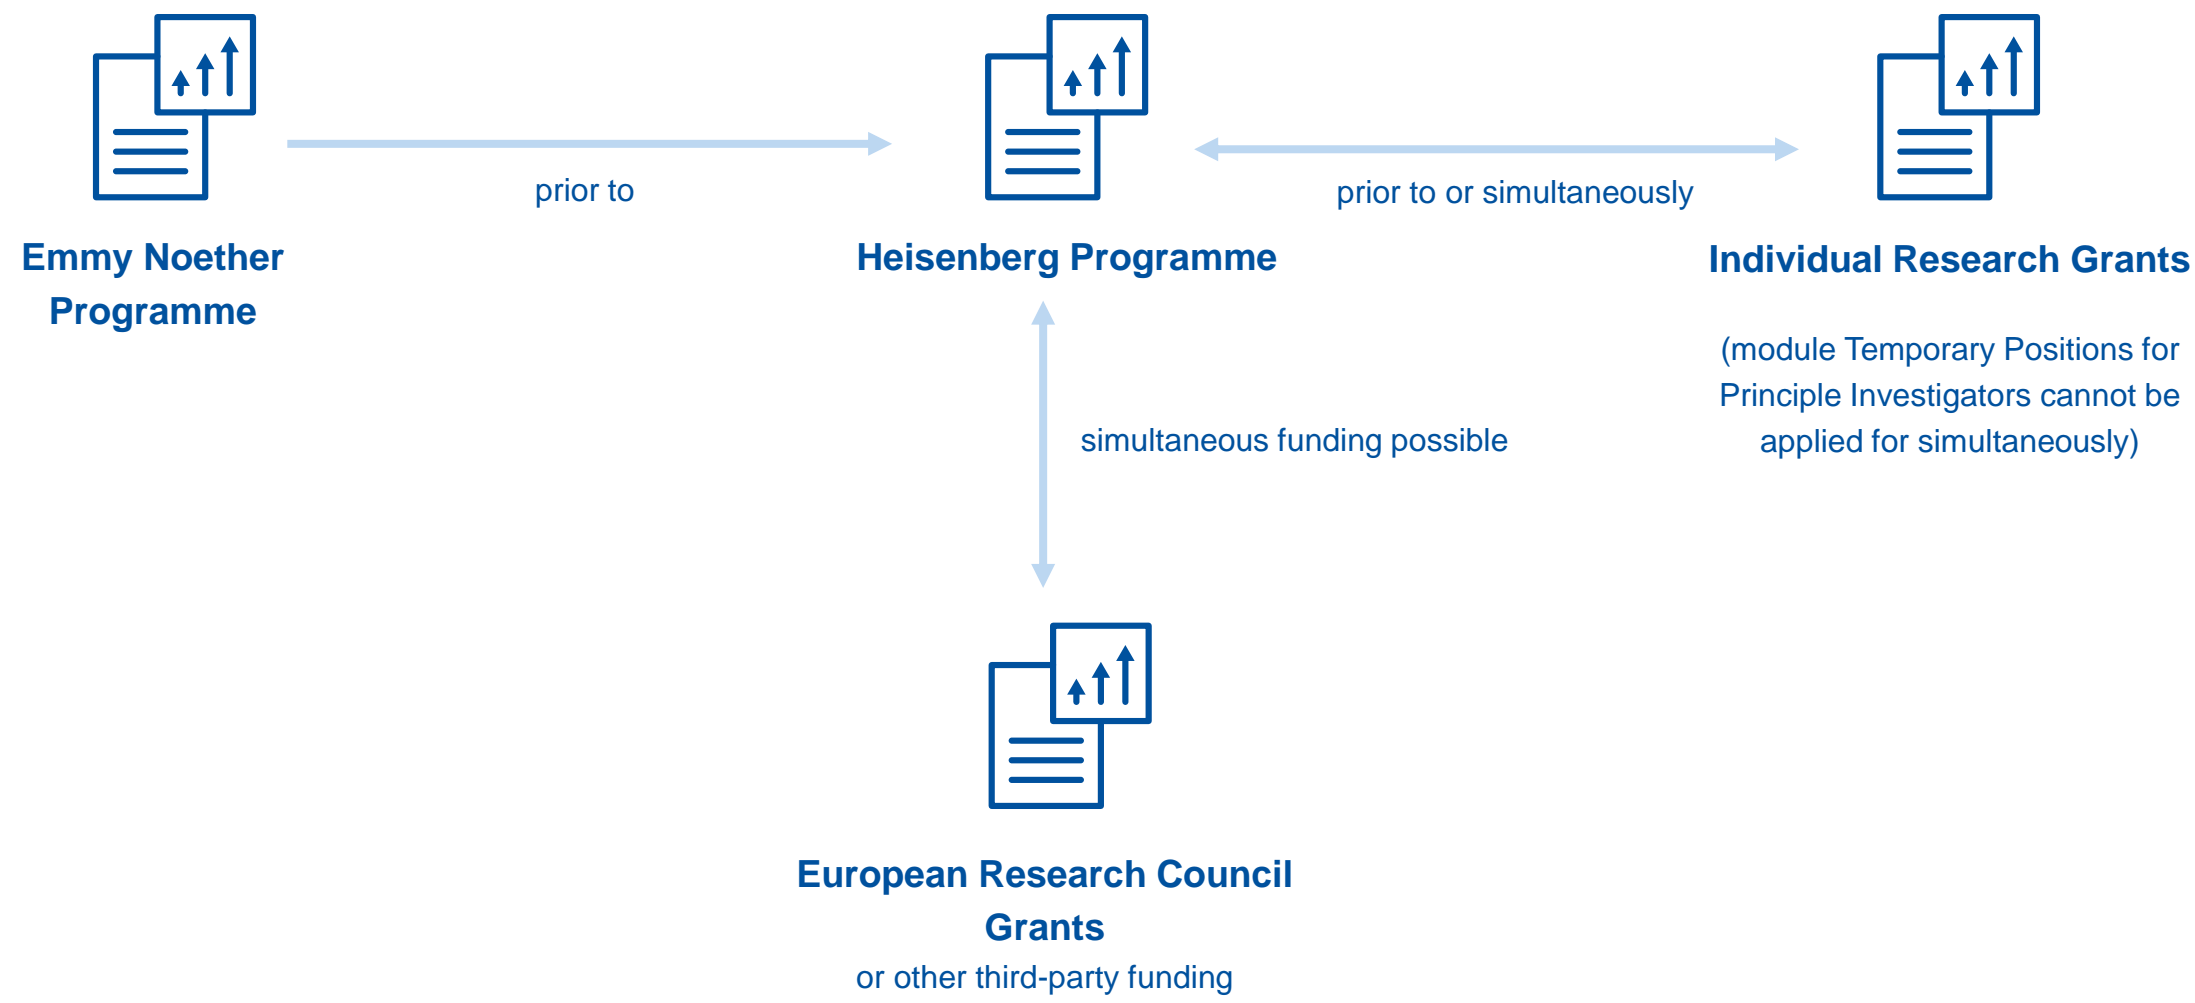 prior to
prior to or simultaneously
Emmy Noether
Programme
Heisenberg Programme
Individual Research Grants
(module Temporary Positions for
Principle Investigators cannot be
applied for simultaneously)
simultaneous funding possible
European Research Council
Grants
or other third-party funding